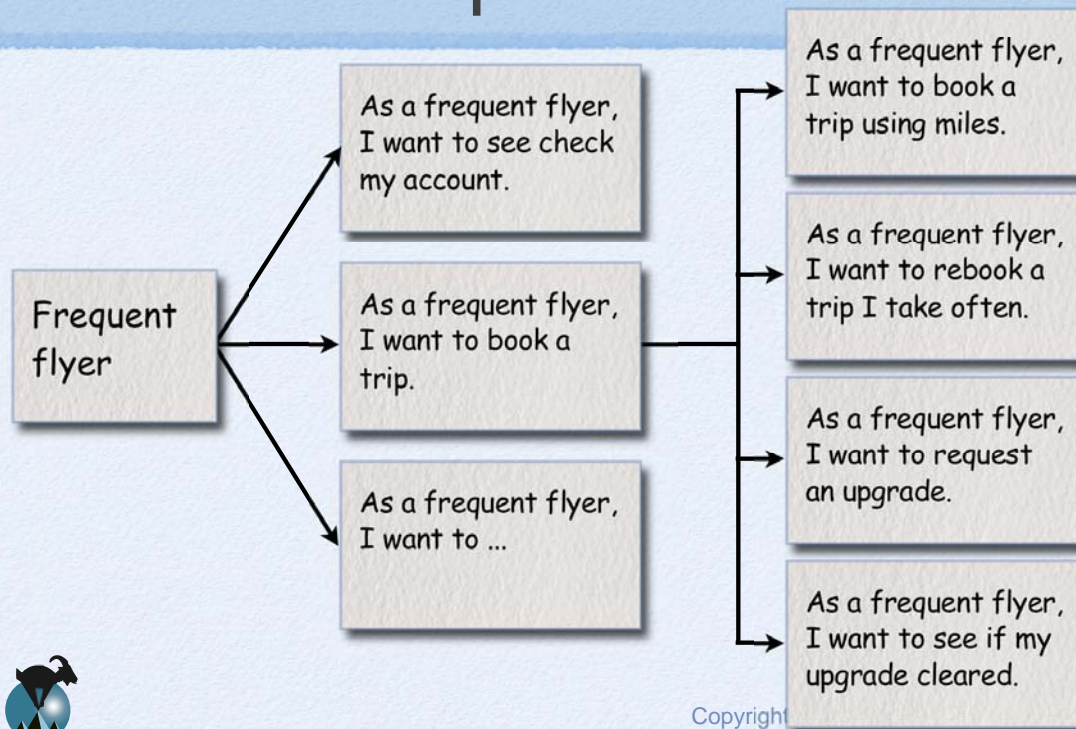 Frequent
flyer
As a frequent flyer,
I want to see check
my account.
As a frequent flyer,
I want to book a
trip.
As a frequent flyer,
I want to ...
As a frequent flyer,
I want to book a
trip using miles.
As a frequent flyer,
I want to rebook a
trip I take often.
As a frequent flyer,
I want to request
an upgrade.
As a frequent flyer,
I want to see if my
upgrade cleared.
Copyright